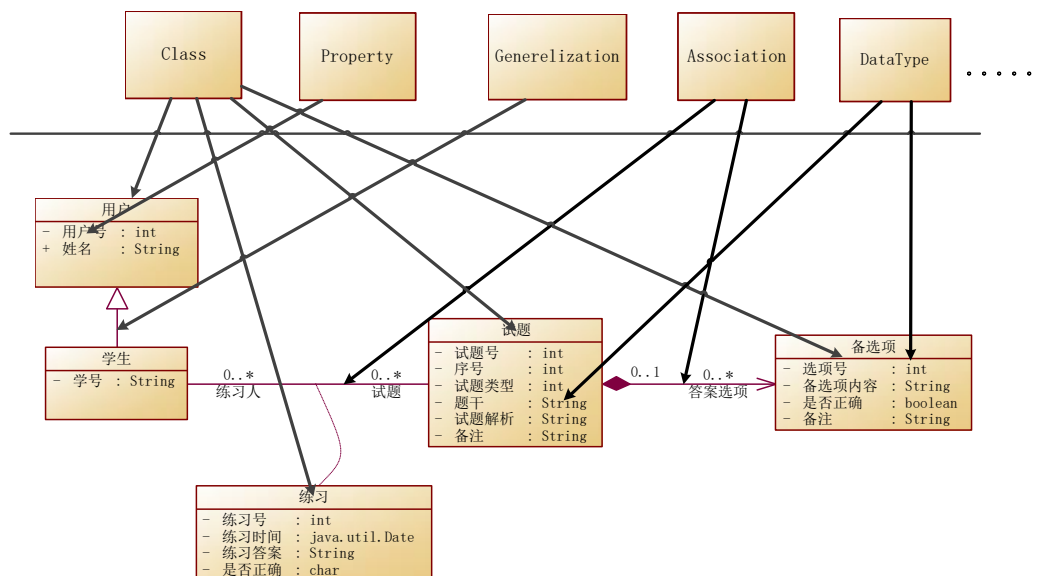 Class
Property
Generelization
Association
DataType
用户
- 用户号 : int
+ 姓名 : String
学生
- 学号 : String
0..*
练习人
0..*
试题
试题
- 试题号 : int
- 序号 : int
- 试题类型 : int
- 题干 : String
- 试题解析 : String
- 备注 : String
0..1
0..*
答案选项
备选项
- 选项号 : int
- 备选项内容 : String
- 是否正确 : boolean
- 备注 : String
练习
- 练习号 : int
- 练习时间 : java.util.Date
- 练习答案 : String
- 是否正确 : char